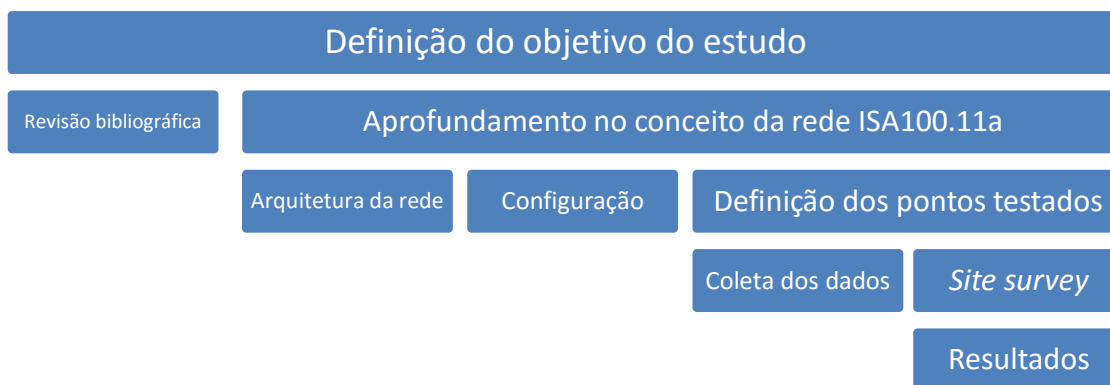 Definição do objetivo do estudo
Revisão bibliográfica
Aprofundamento no conceito da rede ISA100.11a
Arquitetura da rede
Configuração
Definição dos pontos testados
Coleta dos dados
Site survey
Resultados